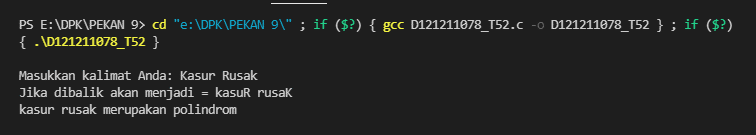 PS E:\DPK\PEKAN 9> cd "e:\DPK\PEKAN 9\" ; if ($?) { gcc D121211078_T52.c -o D121211078_T52 } ; if ($?)
{ .\D121211078_T52 }
Masukkan kalimat Anda: Kasur Rusak
Jika dibalik akan menjadi = kasuR rusaK
kasur rusak merupakan polindrom